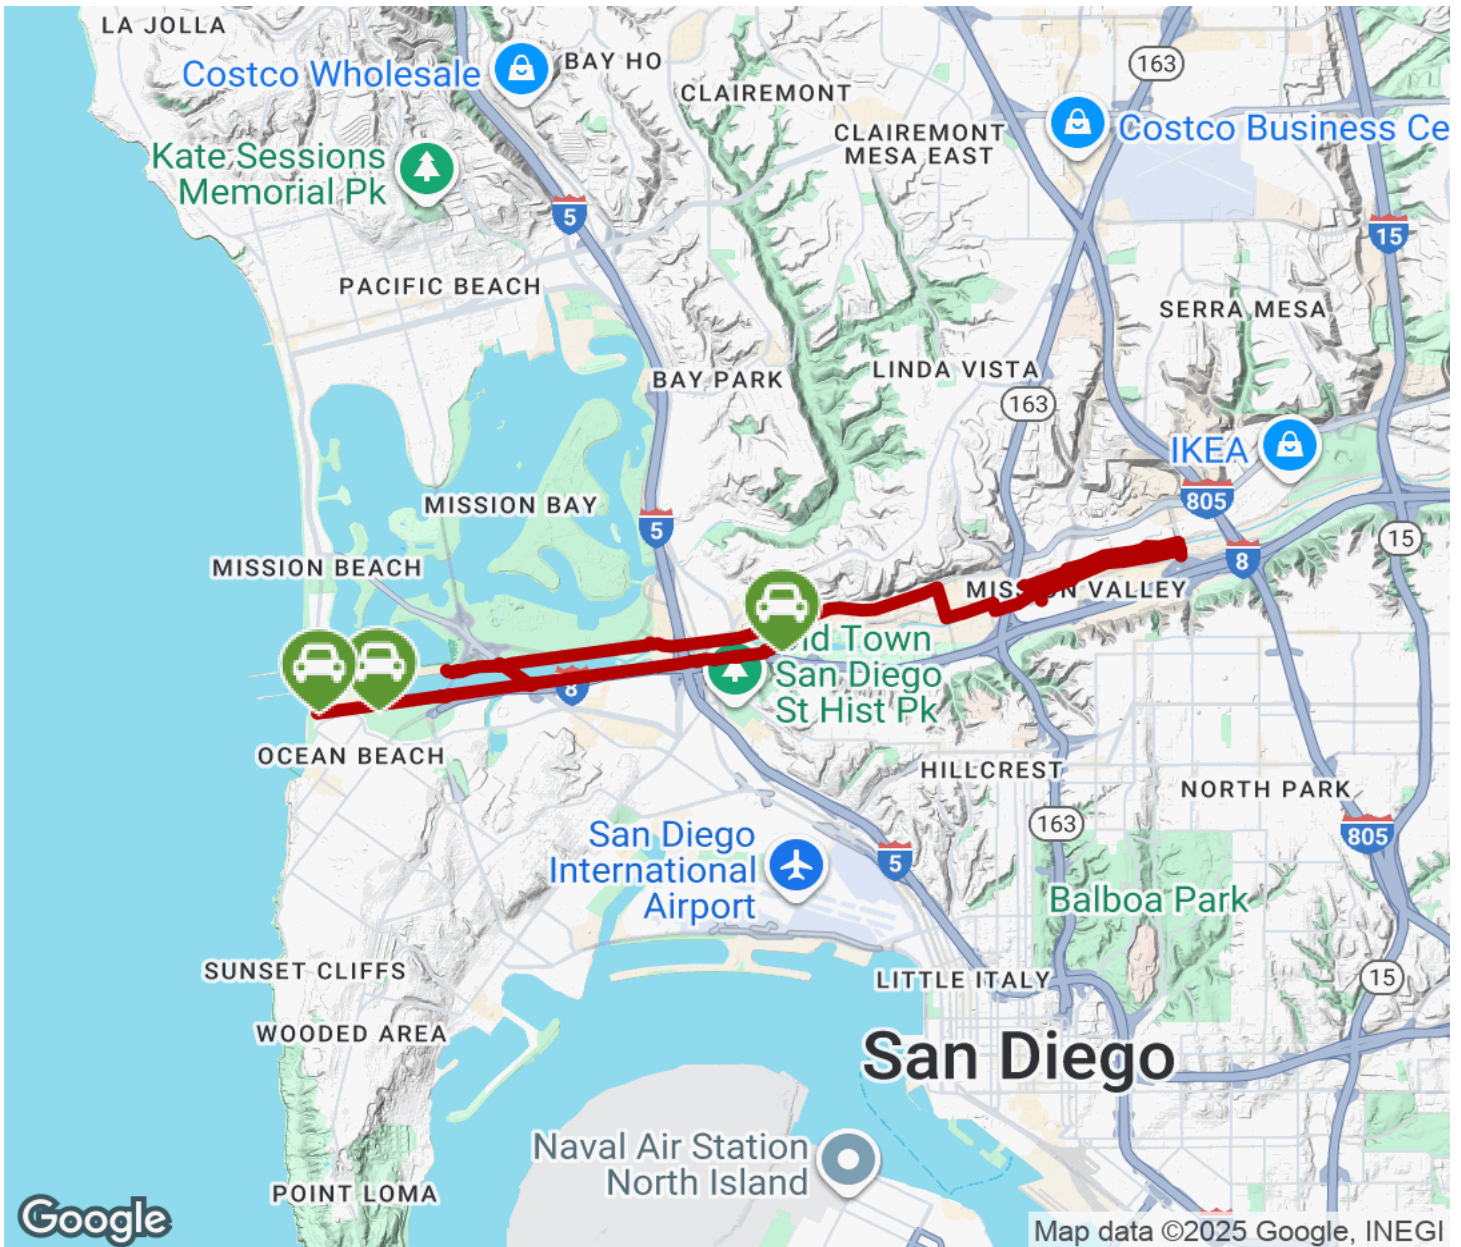 LA JOLLA
Costco Wholesale
BAY HO
163
CLAIREMONT
Costco Business Ce
CLAIREMONT
MESA EAST
Kate Sessions
Memorial Pk
5
15
PACIFIC BEACH
SERRA MESA
BAY PARK
LINDA VISTA
163
IKEA
805
MISSION BAY
5
15
MISSION BEACH
8
VALLEY
Old Town
San Diego
St Hist Pk
8
OCEAN BEACH
HILLCREST
NORTH PARK
163
805
San Diego
International
Airport
5
Balboa Park
SUNSET CLIFFS
LITTLE ITALY
15
WOODED AREA
San Diego
Naval Air Station
North Island
POINT LOMA
Google
Map data ©2025 Google, INEGI